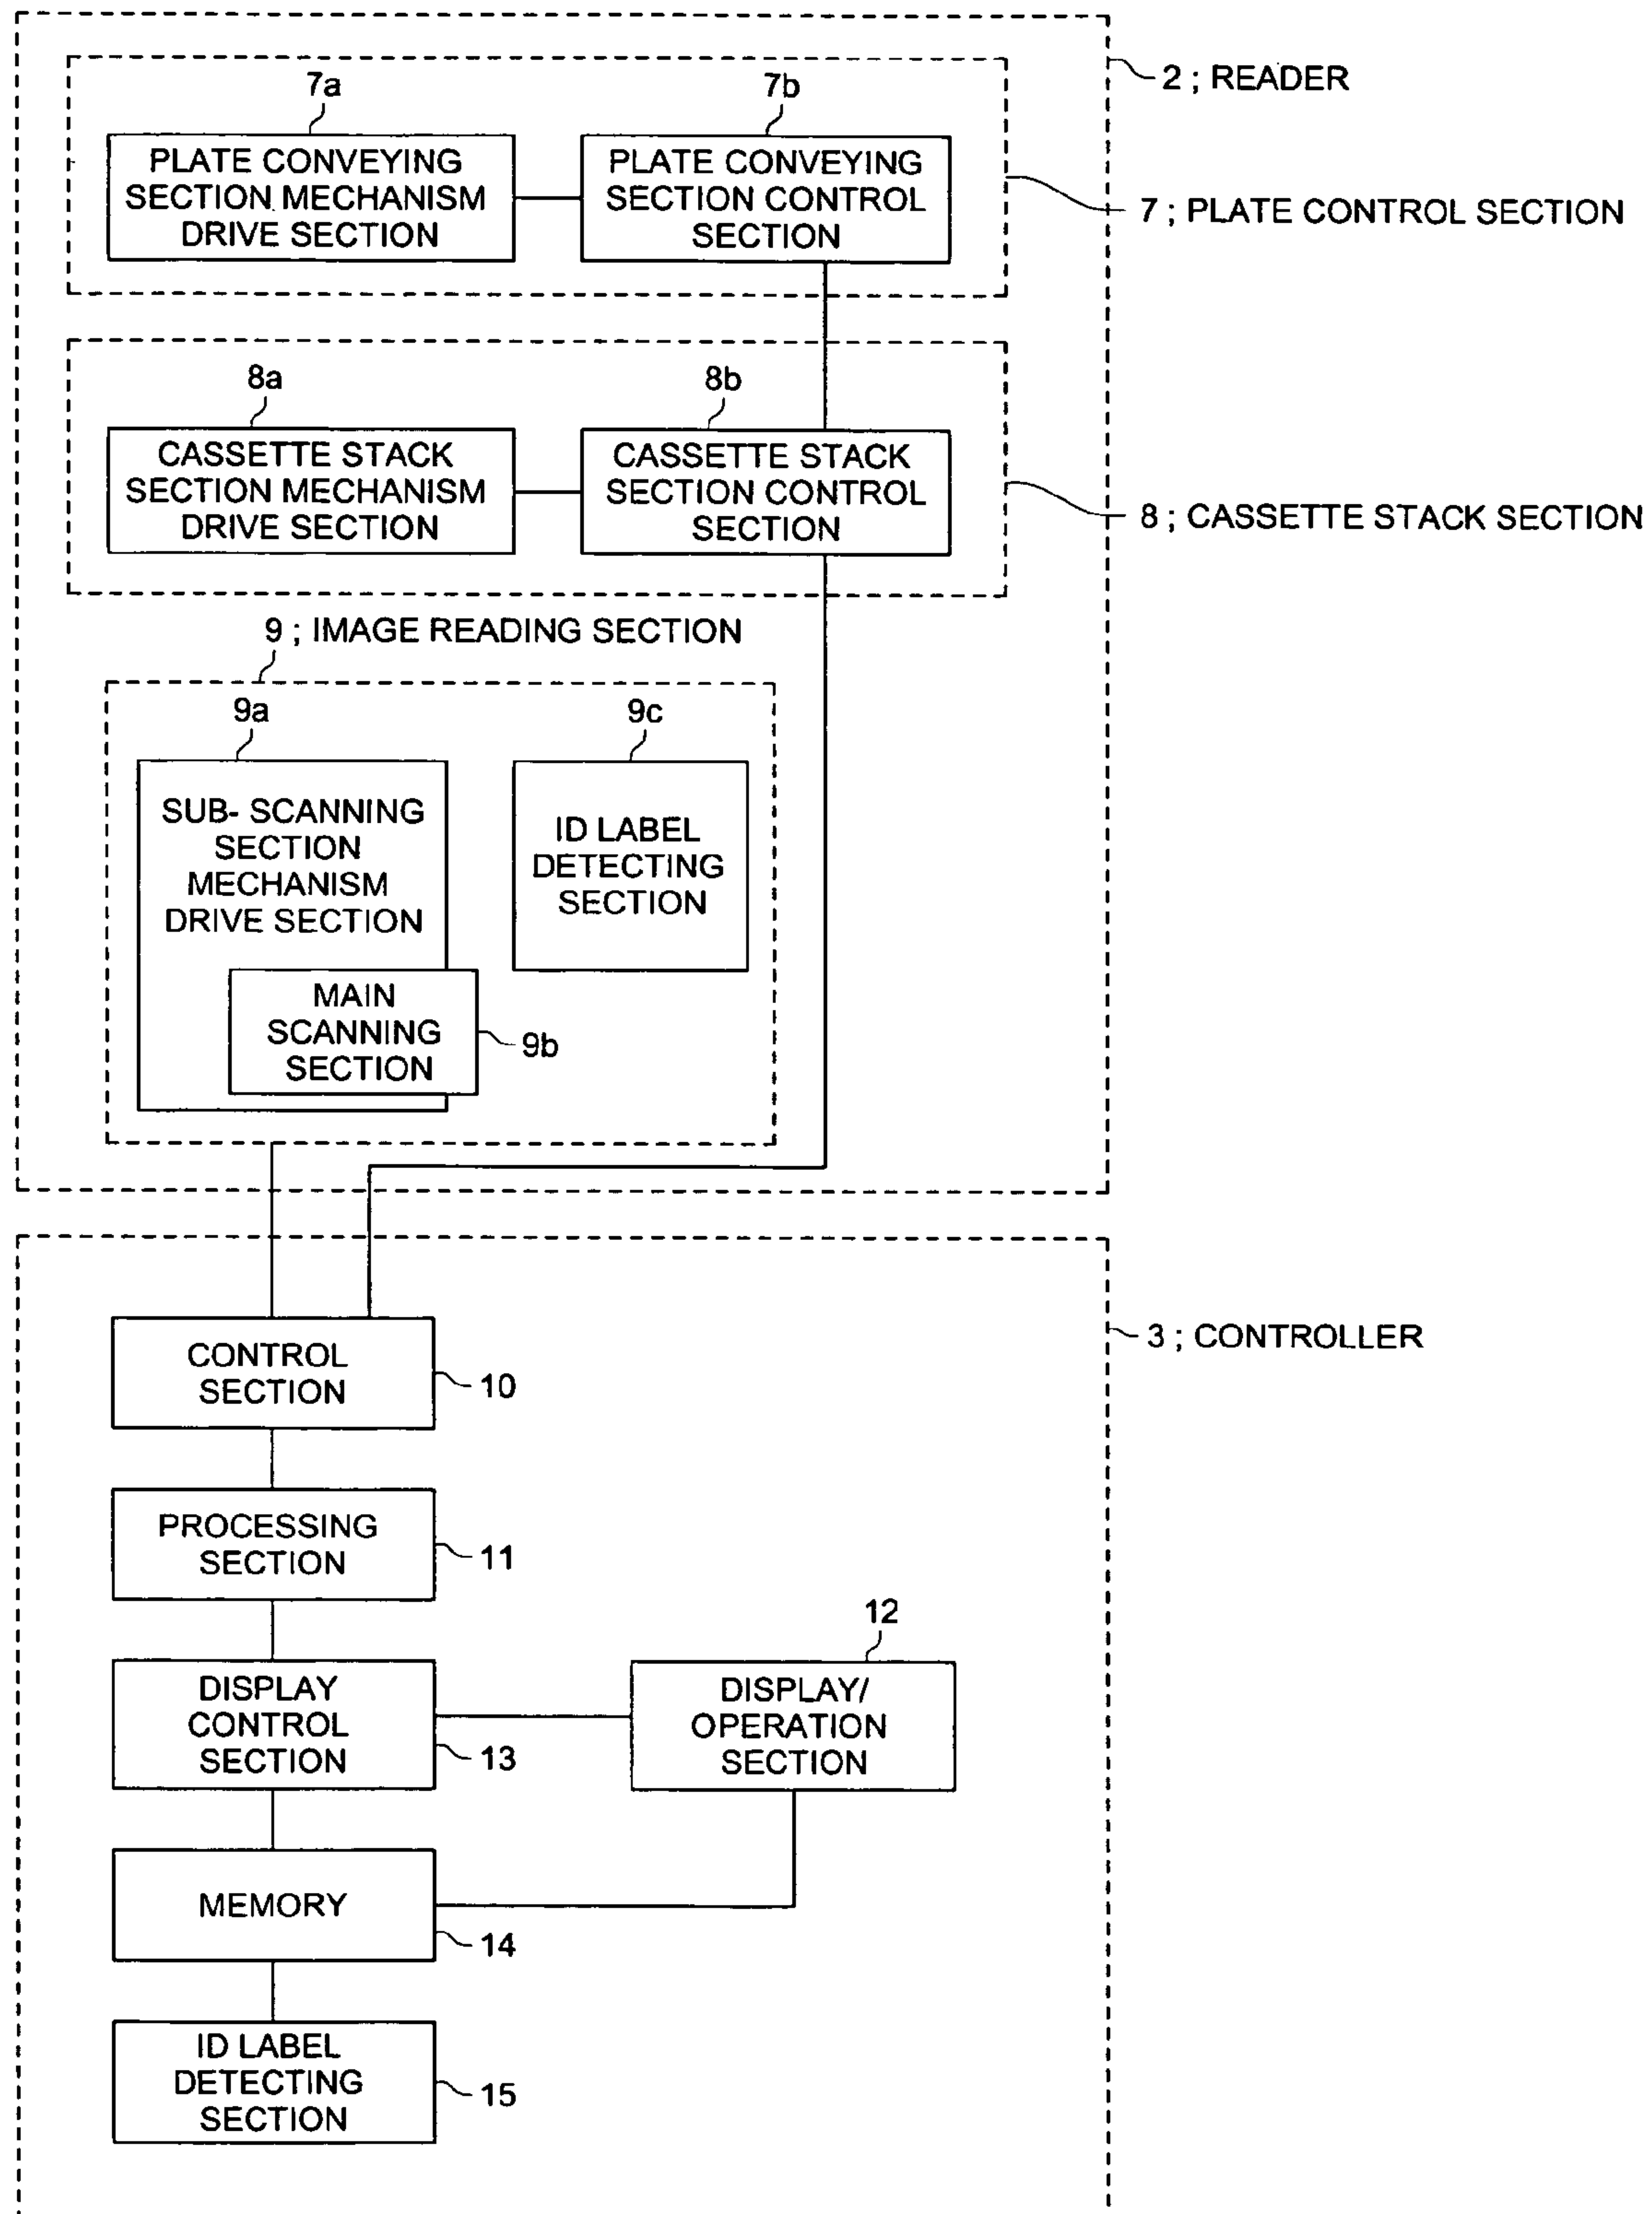 2 ; READER
7a
7b
PLATE CONVEYING
SECTION MECHANISM
DRIVE SECTION
PLATE CONVEYING
SECTION CONTROL
SECTION
7 ; PLATE CONTROL SECTION
8a
8b
CASSETTE STACK
SECTION MECHANISM
DRIVE SECTION
CASSETTE STACK
SECTION CONTROL
SECTION
8 ; CASSETTE STACK SECTION
9 ; IMAGE READING SECTION
9a
9c
SUB- SCANNING
SECTION
MECHANISM
DRIVE SECTION
ID LABEL
DETECTING
SECTION
MAIN
SCANNING
SECTION
9b
3 ; CONTROLLER
CONTROL
SECTION
10
PROCESSING
SECTION
11
12
DISPLAY
CONTROL
SECTION
13
DISPLAY/
OPERATION
SECTION
MEMORY
14
ID LABEL
DETECTING
SECTION
15